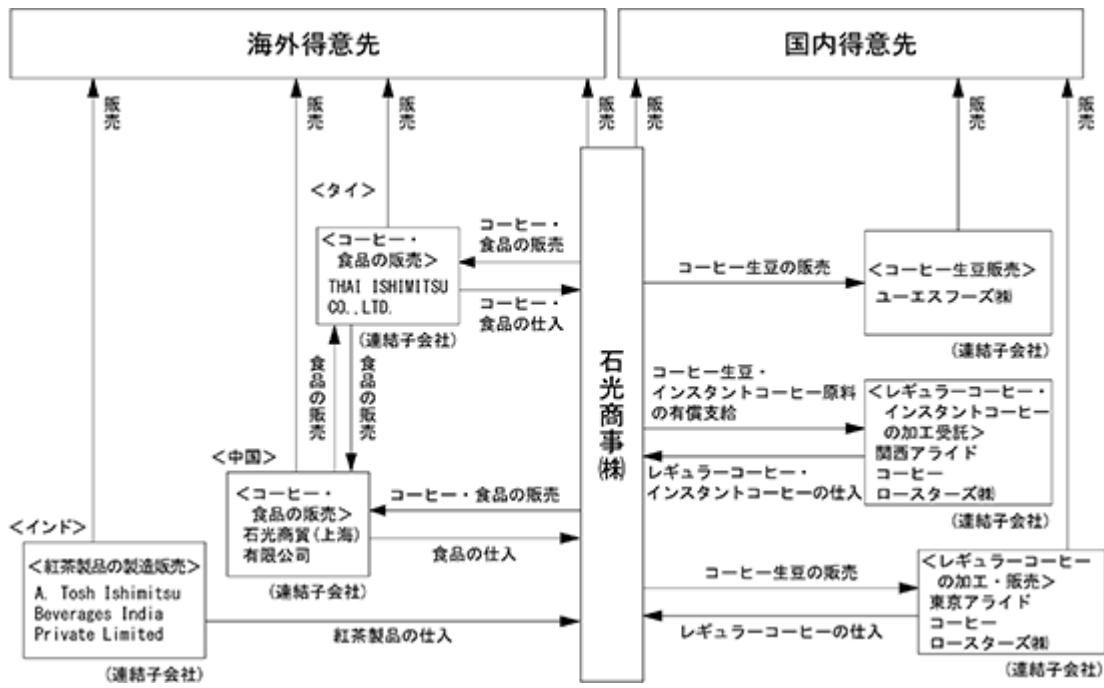 海外得意先
国内得意先
販売
販売
販売
販売
販売
販売
販売
＜タイ＞
＜コーヒー・
食品の販売＞
THAI ISHIMITSU
CO.,LTD.
(連結子会社)
コーヒー・
食品の販売
コーヒー・
食品の仕入
食品の販売
食品の販売
＜中国＞
＜コーヒー・
食品の販売＞
石光商貿(上海)
有限公司
(連結子会社)
コーヒー・食品の販売
食品の仕入
＜インド＞
＜紅茶製品の製造販売＞
A. Tosh Ishimitsu
Beverages India
Private Limited
(連結子会社)
紅茶製品の仕入
石光商事㈱
コーヒー生豆の販売
＜コーヒー生豆販売＞
ユーエスフーズ㈱
(連結子会社)
コーヒー生豆・
インスタントコーヒー原料
の有償支給
レギュラーコーヒー・
インスタントコーヒーの仕入
＜レギュラーコーヒー・
インスタントコーヒー
の加工受託＞
関西アライド
コーヒー
ロースターズ㈱
(連結子会社)
コーヒー生豆の販売
レギュラーコーヒーの仕入
＜レギュラーコーヒー
の加工・販売＞
東京アライド
コーヒー
ロースターズ㈱
(連結子会社)